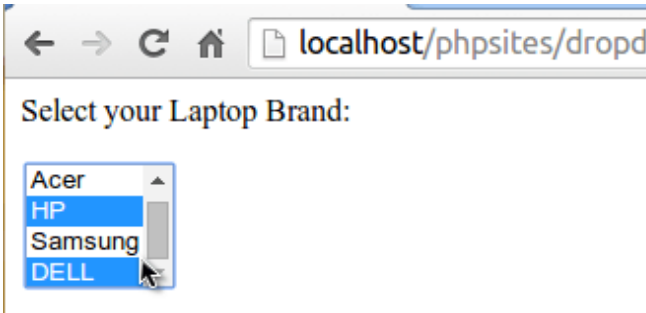 localhost/phpsites/dropd
Select your Laptop Brand:
Acer
HP
Samsung
DELL